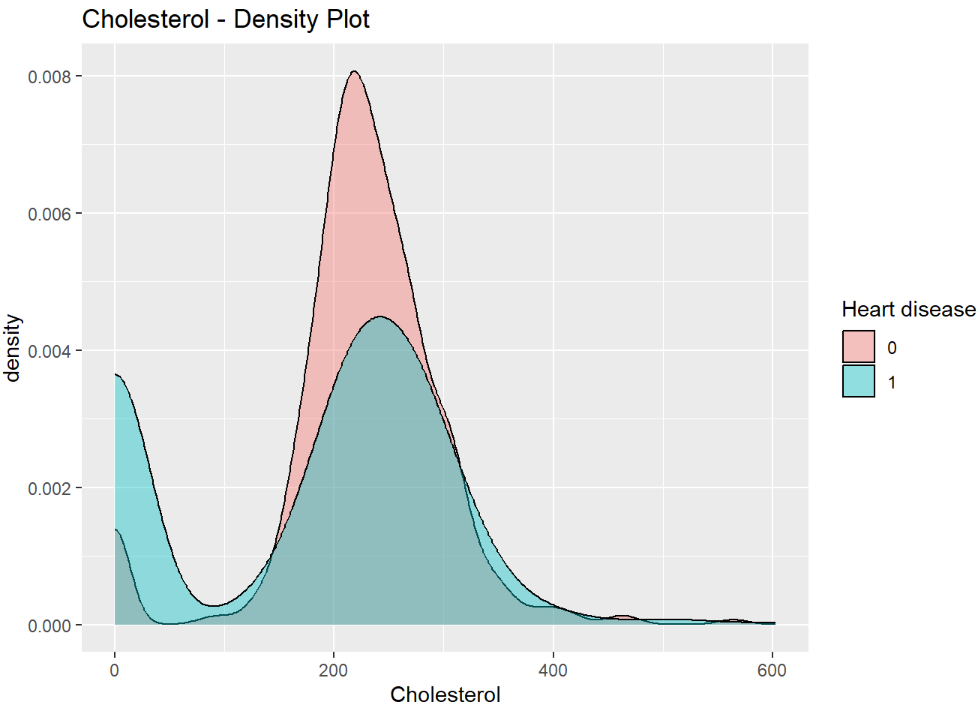 Cholesterol - Density Plot
density
0.008
0.006
0.004
0.002
0.000
0
200
400
600
Cholesterol
Heart disease
0
1